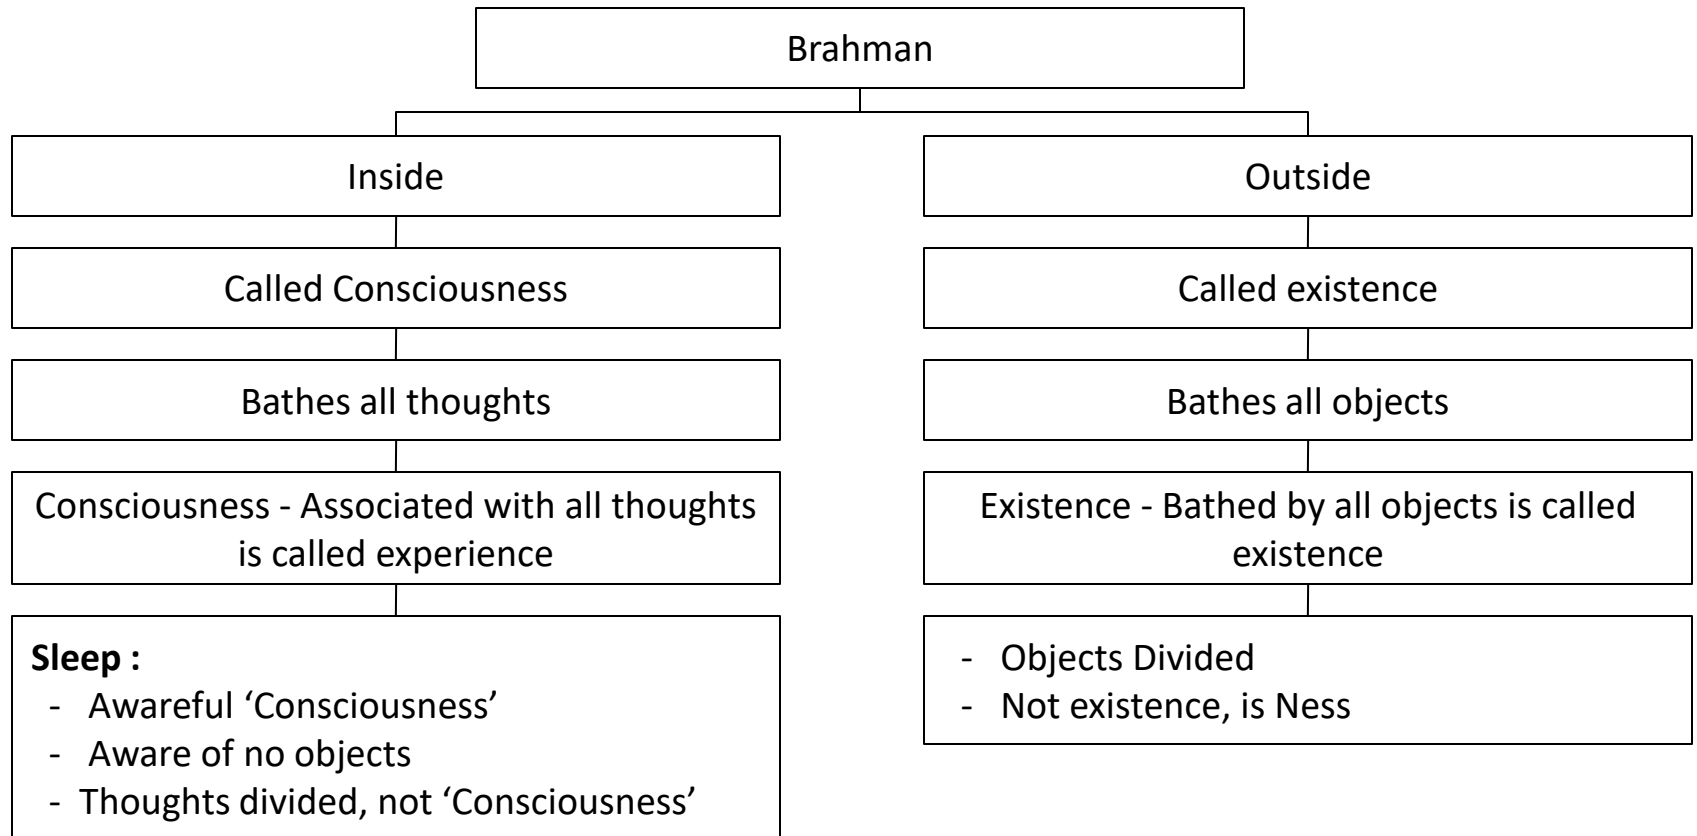 Brahman
Inside
Called Consciousness
Bathes all thoughts
Consciousness - Associated with all thoughts
is called experience
Sleep :
- Awareful ‘Consciousness’
- Aware of no objects
- Thoughts divided, not ‘Consciousness’
Outside
Called existence
Bathes all objects
Existence - Bathed by all objects is called
existence
- Objects Divided
- Not existence, is Ness